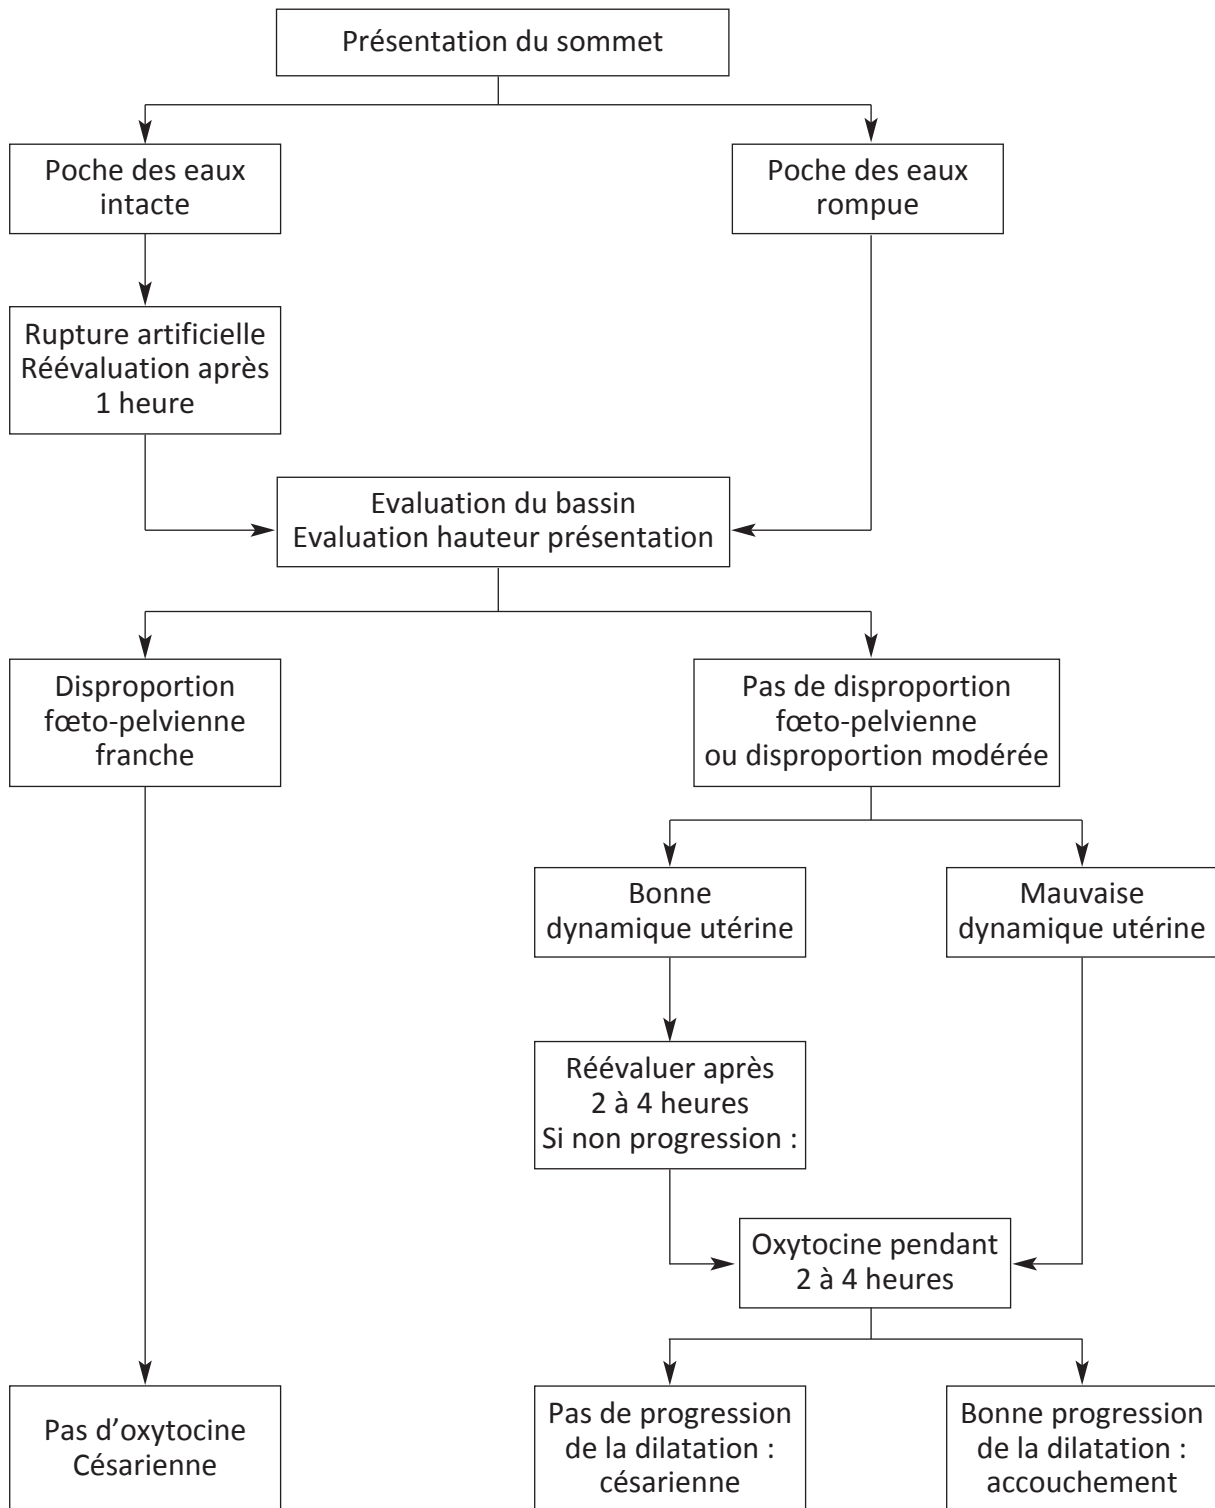 Présentation du sommet
Poche des eaux
intacte
Poche des eaux
rompue
Rupture artificielle
Réévaluation après
1 heure
Evaluation du bassin
Evaluation hauteur présentation
Disproportion
fœto-pelvienne
franche
Pas de disproportion
fœto-pelvienne
ou disproportion modérée
Bonne
dynamique utérine
Mauvaise
dynamique utérine
Réévaluer après
2 à 4 heures
Si non progression :
Oxytocine pendant
2 à 4 heures
Pas d’oxytocine
Césarienne
Pas de progression
de la dilatation :
césarienne
Bonne progression
de la dilatation :
accouchement